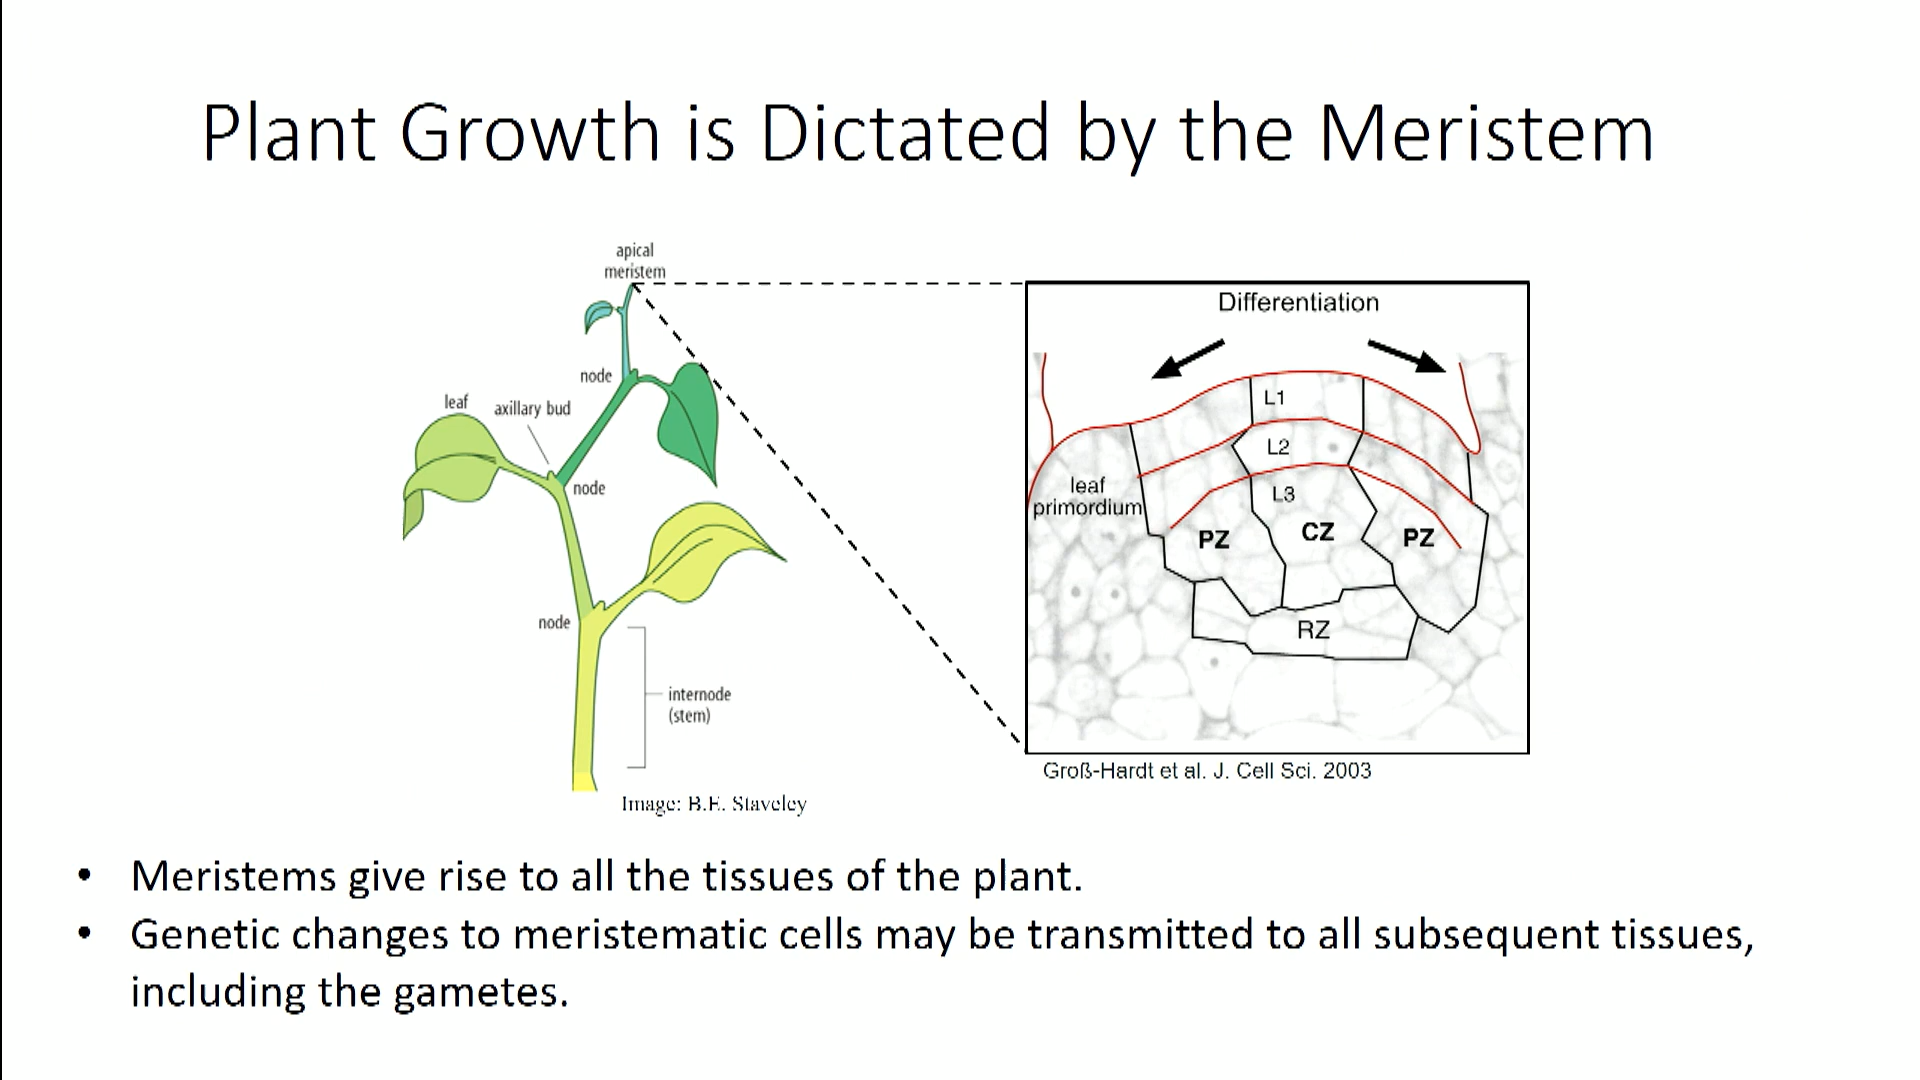 Plant Growth is Dictated by the Meristem
apical
meristem
node
leaf
axillary bud
node
node
internode
(stem)
Image: B.E. Staveley
Differentiation
L1
L2
L3
leaf
primordium
PZ
CZ
PZ
RZ
Groß-Hardt et al. J. Cell Sci. 2003
• Meristems give rise to all the tissues of the plant.
• Genetic changes to meristematic cells may be transmitted to all subsequent tissues,
including the gametes.